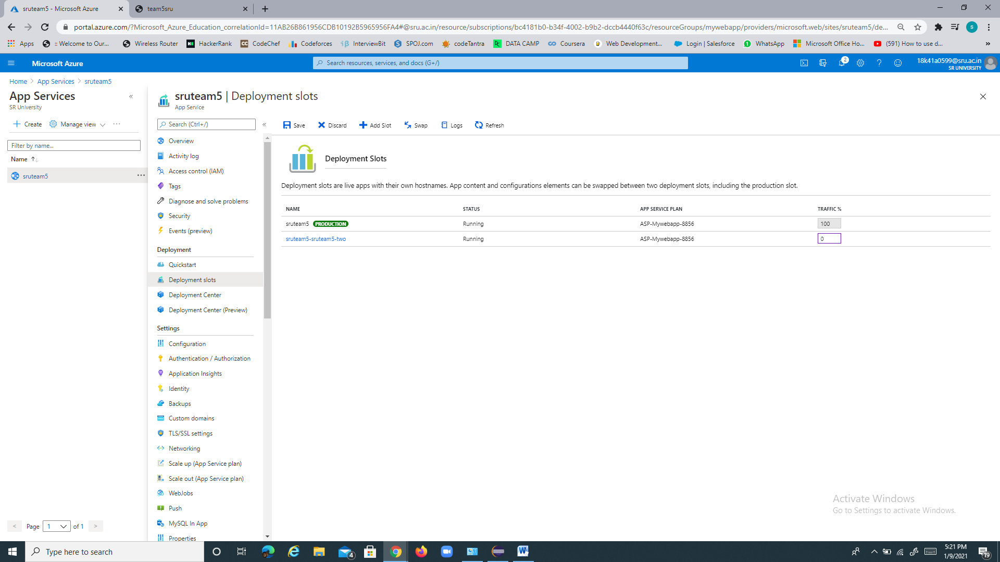 sruteam5 - Microsoft Azure
team5sru
portal.azure.com/?Microsoft_Azure_Education_correlationId=11AB26B861956CDB10192B5965956FA4#@sru.ac.in/resource/subscriptions/bc4181b0-b34f-4002-b9b2-dccb4440f63c/resourceGroups/mywebapp/providers/microsoft.web/sites/sruteam5/de...
S
Apps
:: Welcome to Our...
Wireless Router
HackerRank
CodeChef
Codeforces
InterviewBit
SPOJ.com
codeTantra
DATA CAMP
Coursera
Web Development...
Login | Salesforce
WhatsApp
Microsoft Office Ho...
(591) How to use d...
»
Microsoft Azure
Search resources, services, and docs (G+/)
2
18k41a0599@sru.ac.in
SR UNIVERSITY
Home > App Services > sruteam5
App Services
SR University
Create
Manage view
Filter by name...
Name
sruteam5
Page 1 of 1
sruteam5 | Deployment slots
App Service
Search (Ctrl+/)
Overview
Activity log
Access control (IAM)
Tags
Diagnose and solve problems
Security
Events (preview)
Deployment
Quickstart
Deployment slots
Deployment Center
Deployment Center (Preview)
Settings
Configuration
Authentication / Authorization
Application Insights
Identity
Backups
Custom domains
TLS/SSL settings
Networking
Scale up (App Service plan)
Scale out (App Service plan)
WebJobs
Push
MySQL In App
Properties
Save
Discard
Add Slot
Swap
Logs
Refresh
Deployment Slots
Deployment slots are live apps with their own hostnames. App content and configurations elements can be swapped between two deployment slots, including the production slot.
NAME STATUS APP SERVICE PLAN TRAFFIC %
sruteam5 PRODUCTION Running ASP-Mywebapp-8856 100
sruteam5-sruteam5-two Running ASP-Mywebapp-8856 0
Activate Windows
Go to Settings to activate Windows.
Type here to search
4
5:21 PM
1/9/2021
19